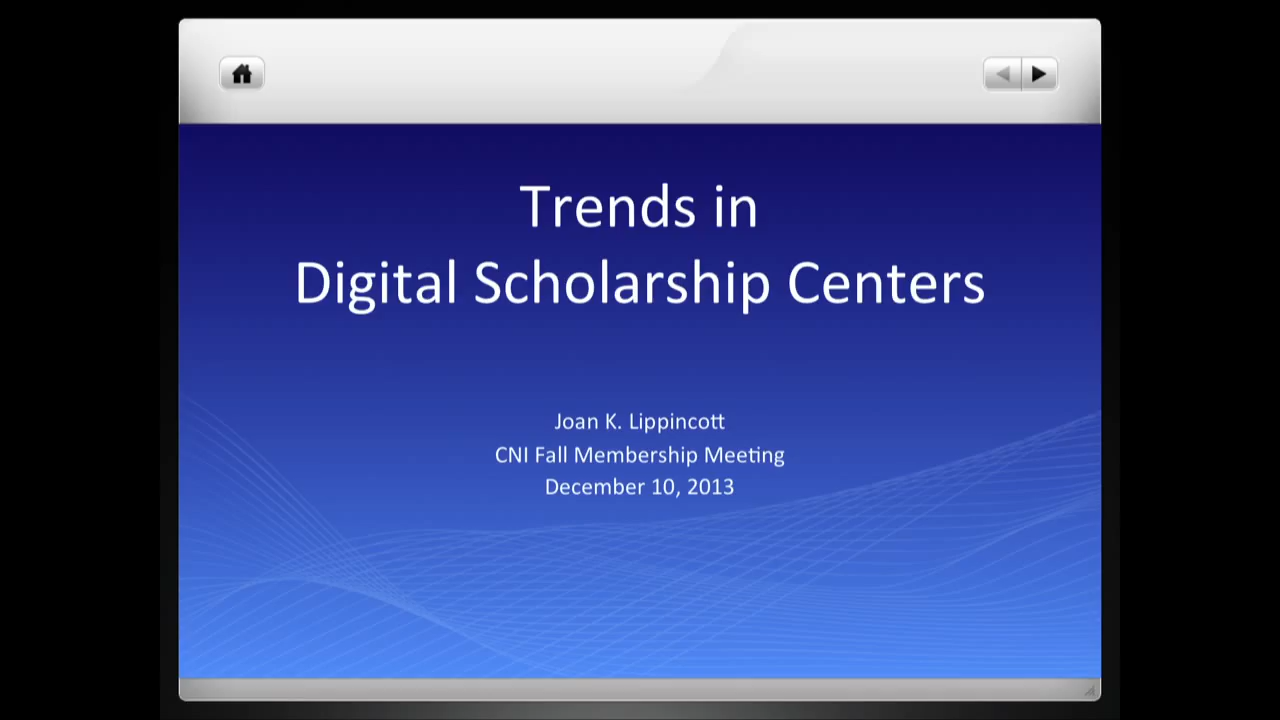 Trends in
Digital Scholarship Centers
Joan K. Lippincott
CNI Fall Membership Meeting
December 10, 2013